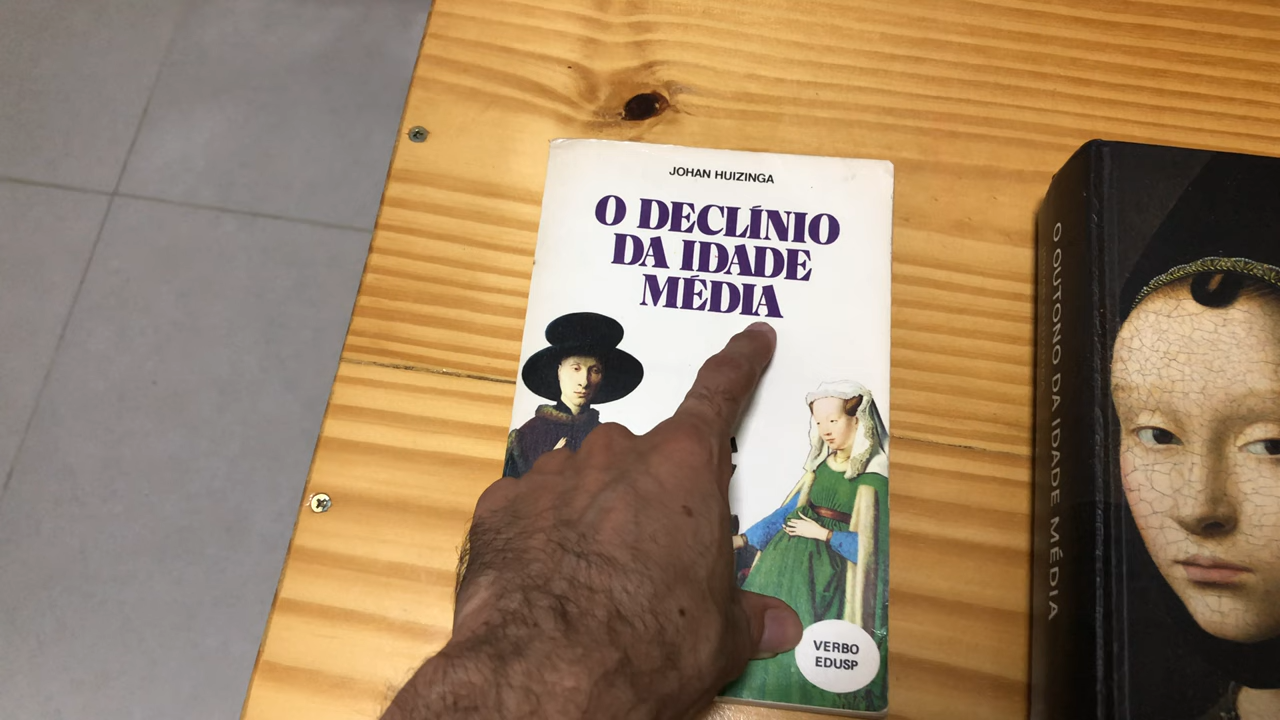 JOHAN HUIZINGA
O DECLÍNIO
DA IDADE
MÉDIA
VERBO
EDUSP
O OUTONO DA IDADE MÉDIA